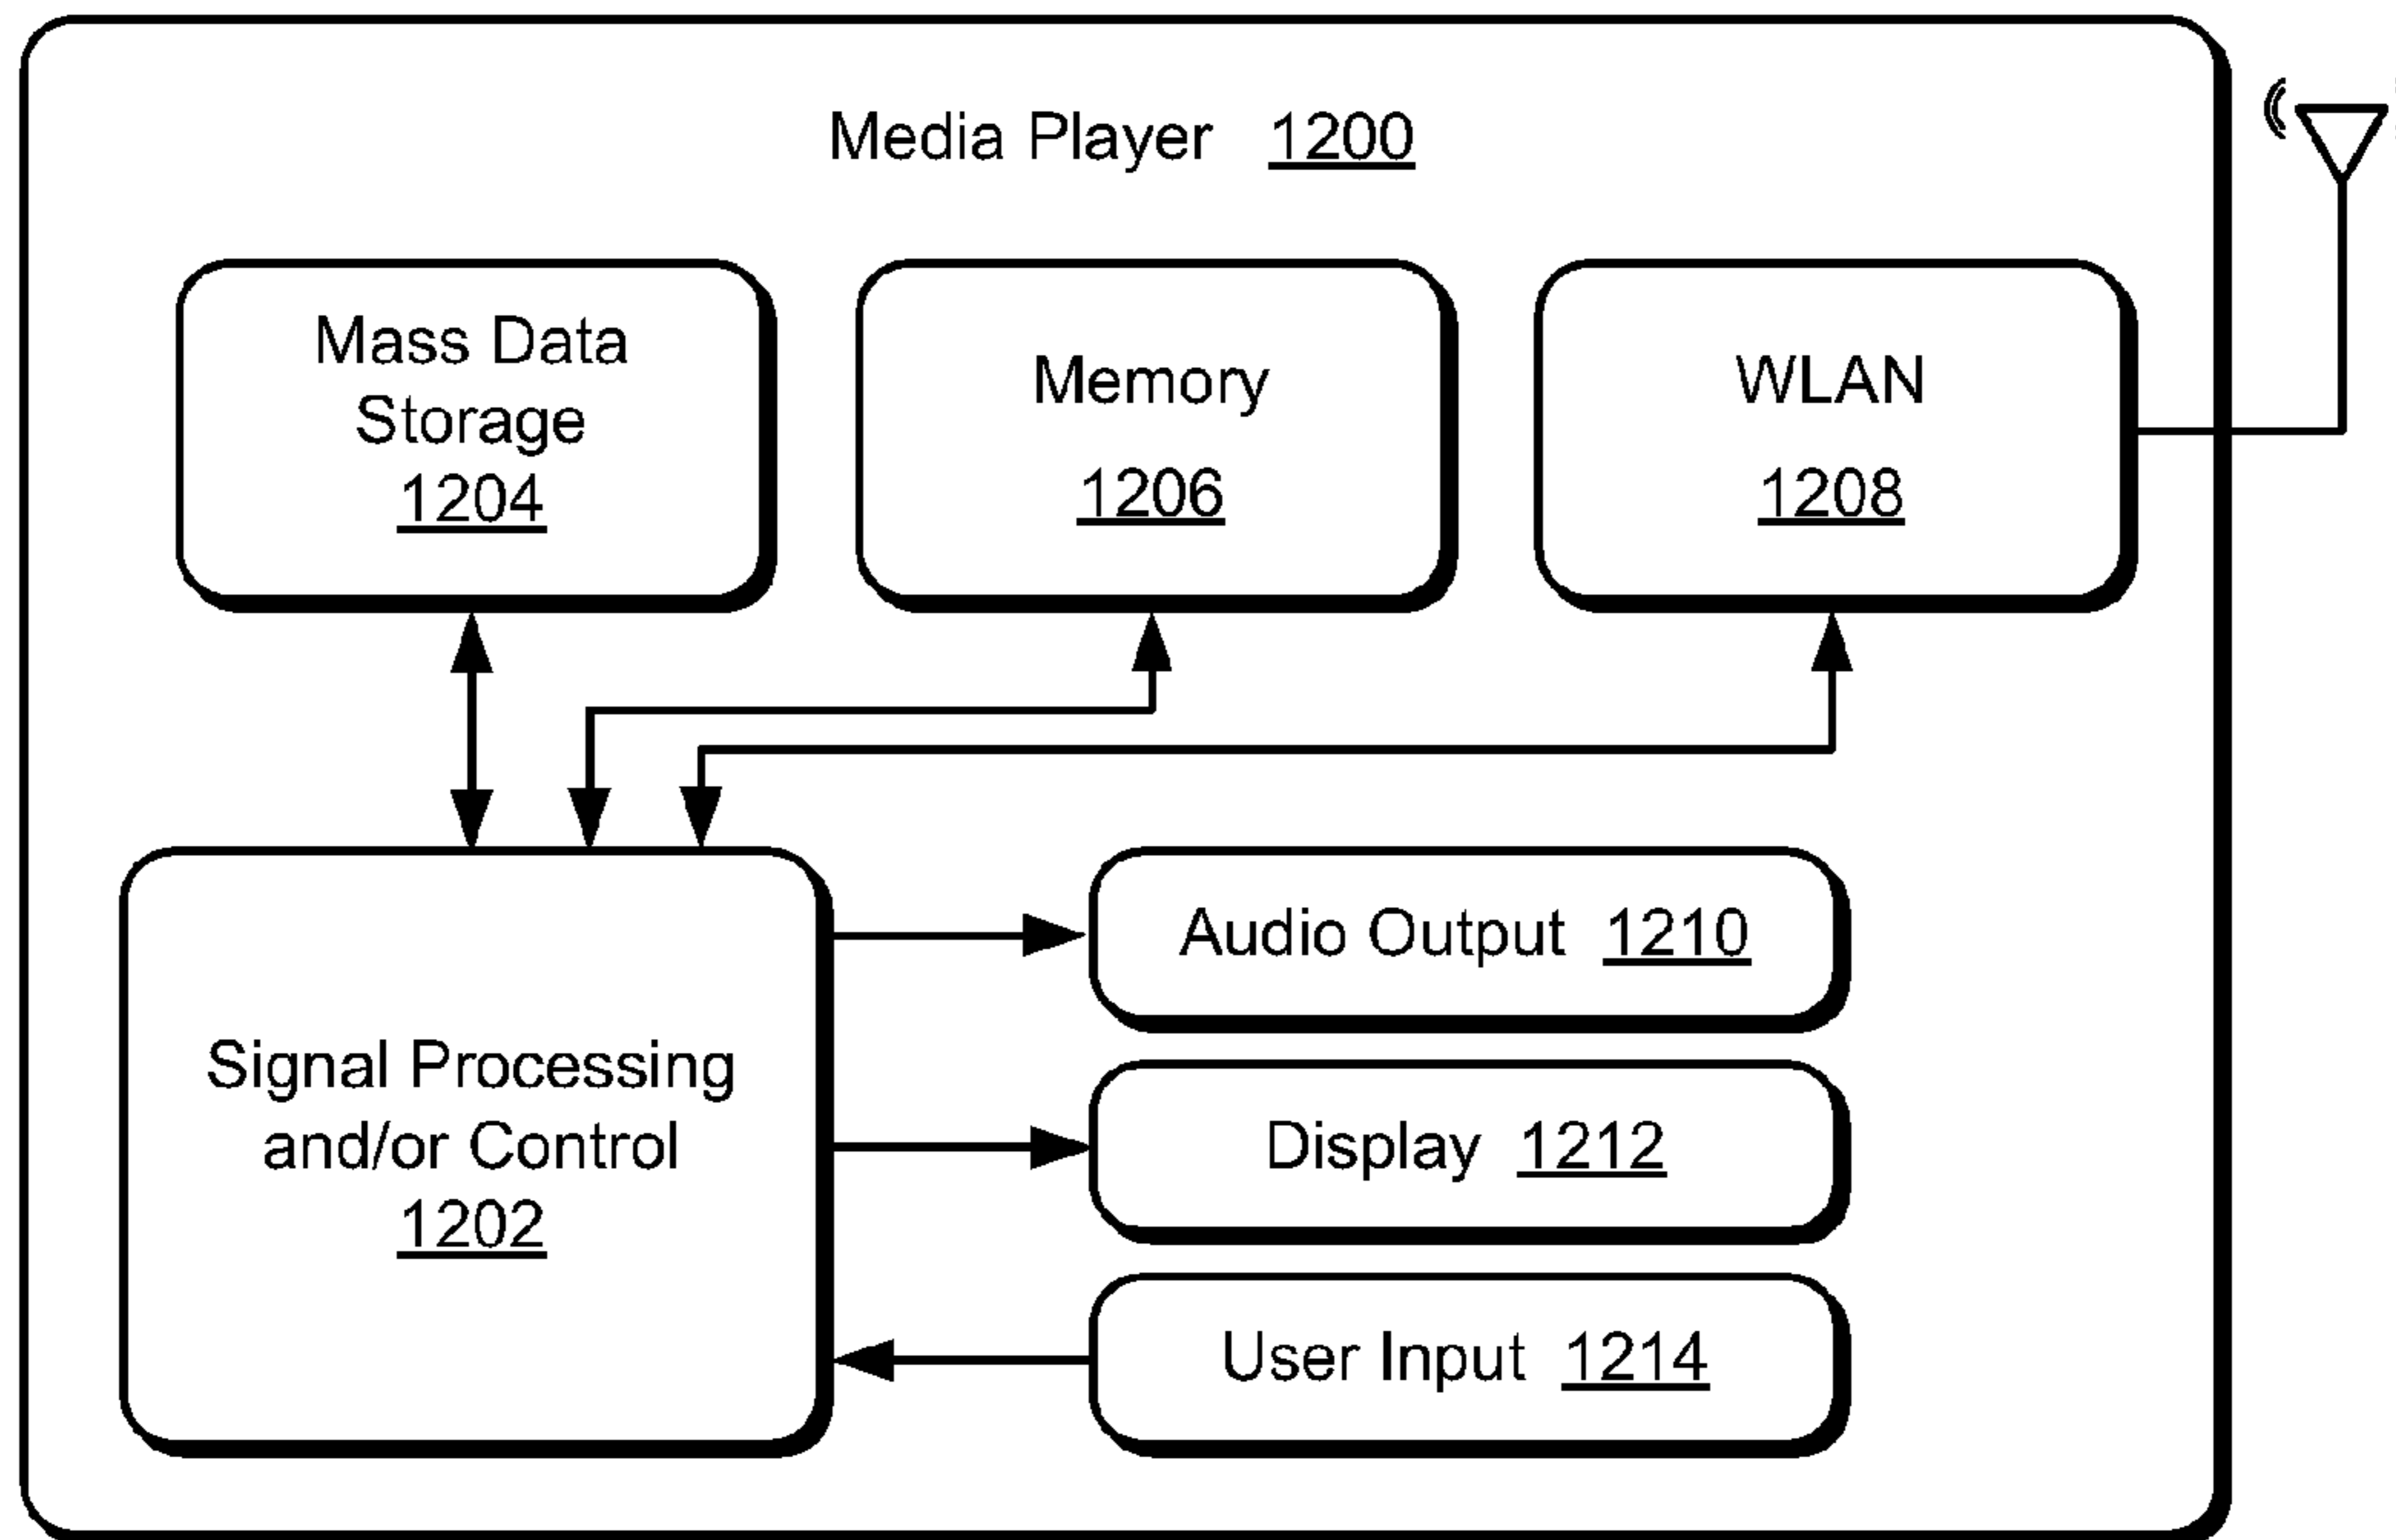 Media Player 1200
Mass Data
Storage
1204
Memory
1206
WLAN
1208
Signal Processing
and/or Control
1202
Audio Output 1210
Display 1212
User Input 1214